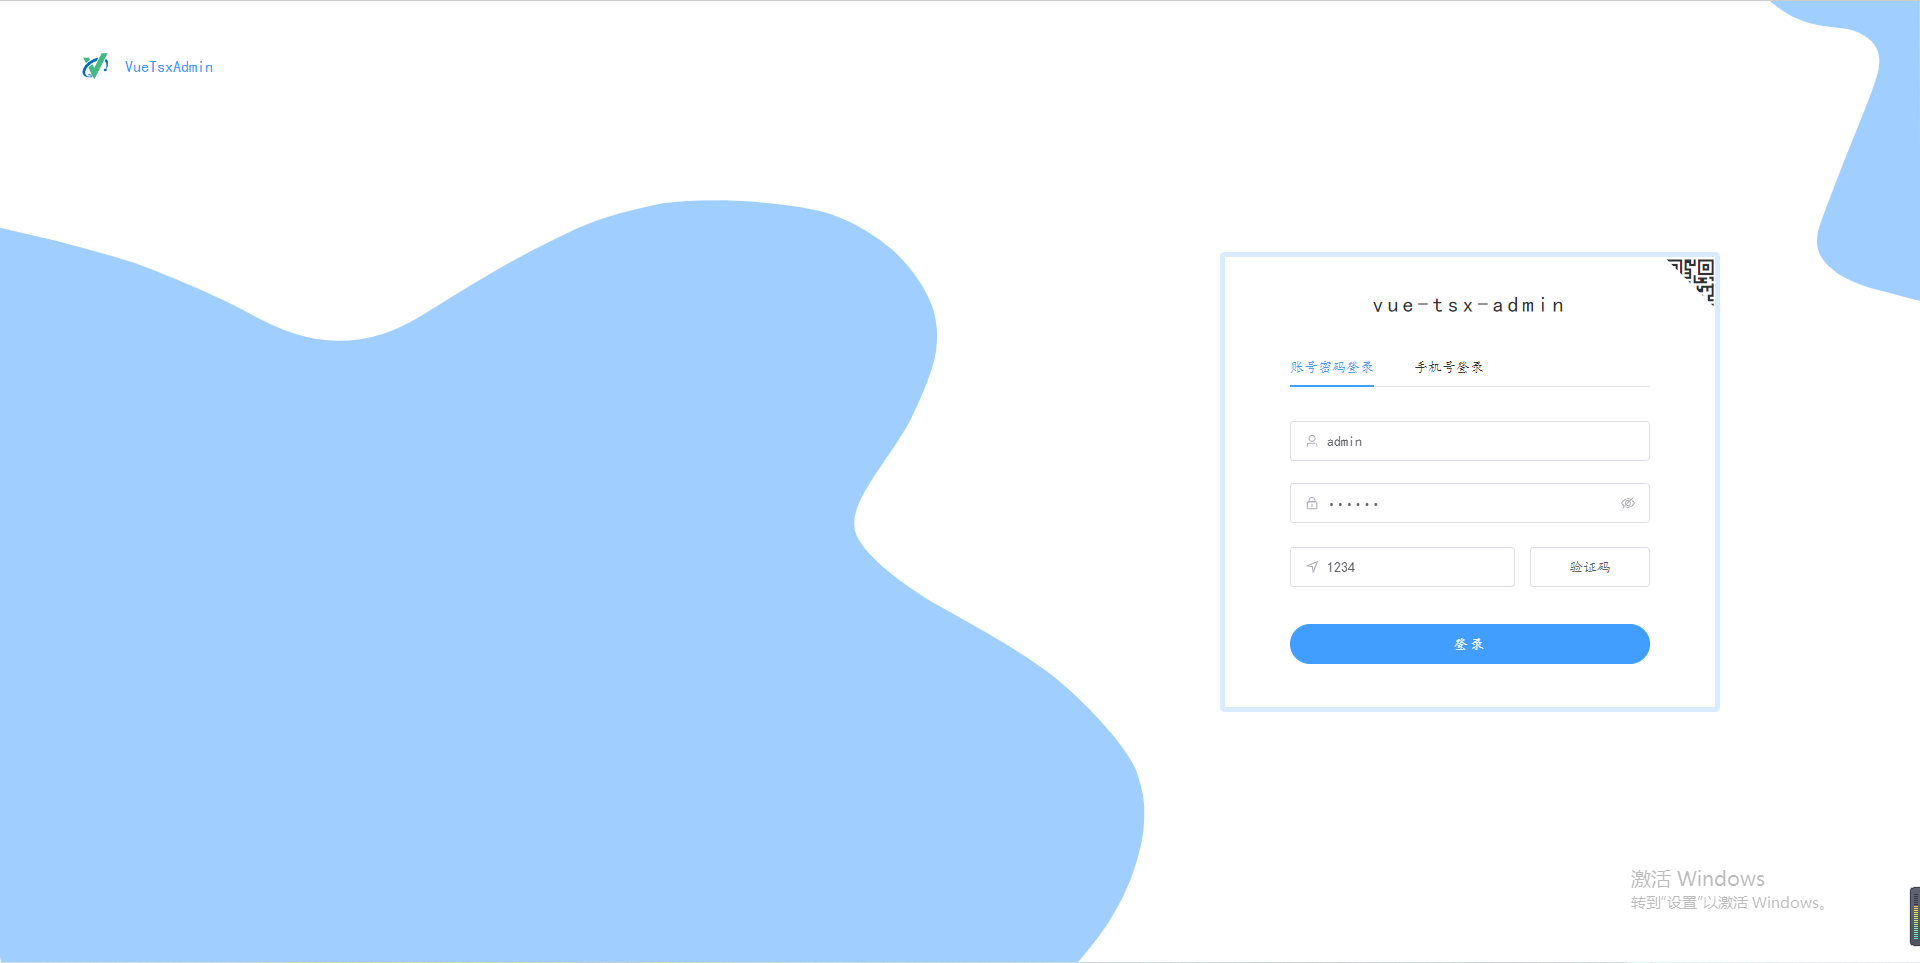 VueTsxAdmin
vue-tsx-admin
账号密码登录 手机号登录
admin
••••••
1234 验证码
登录
激活 Windows
转到“设置”以激活 Windows。